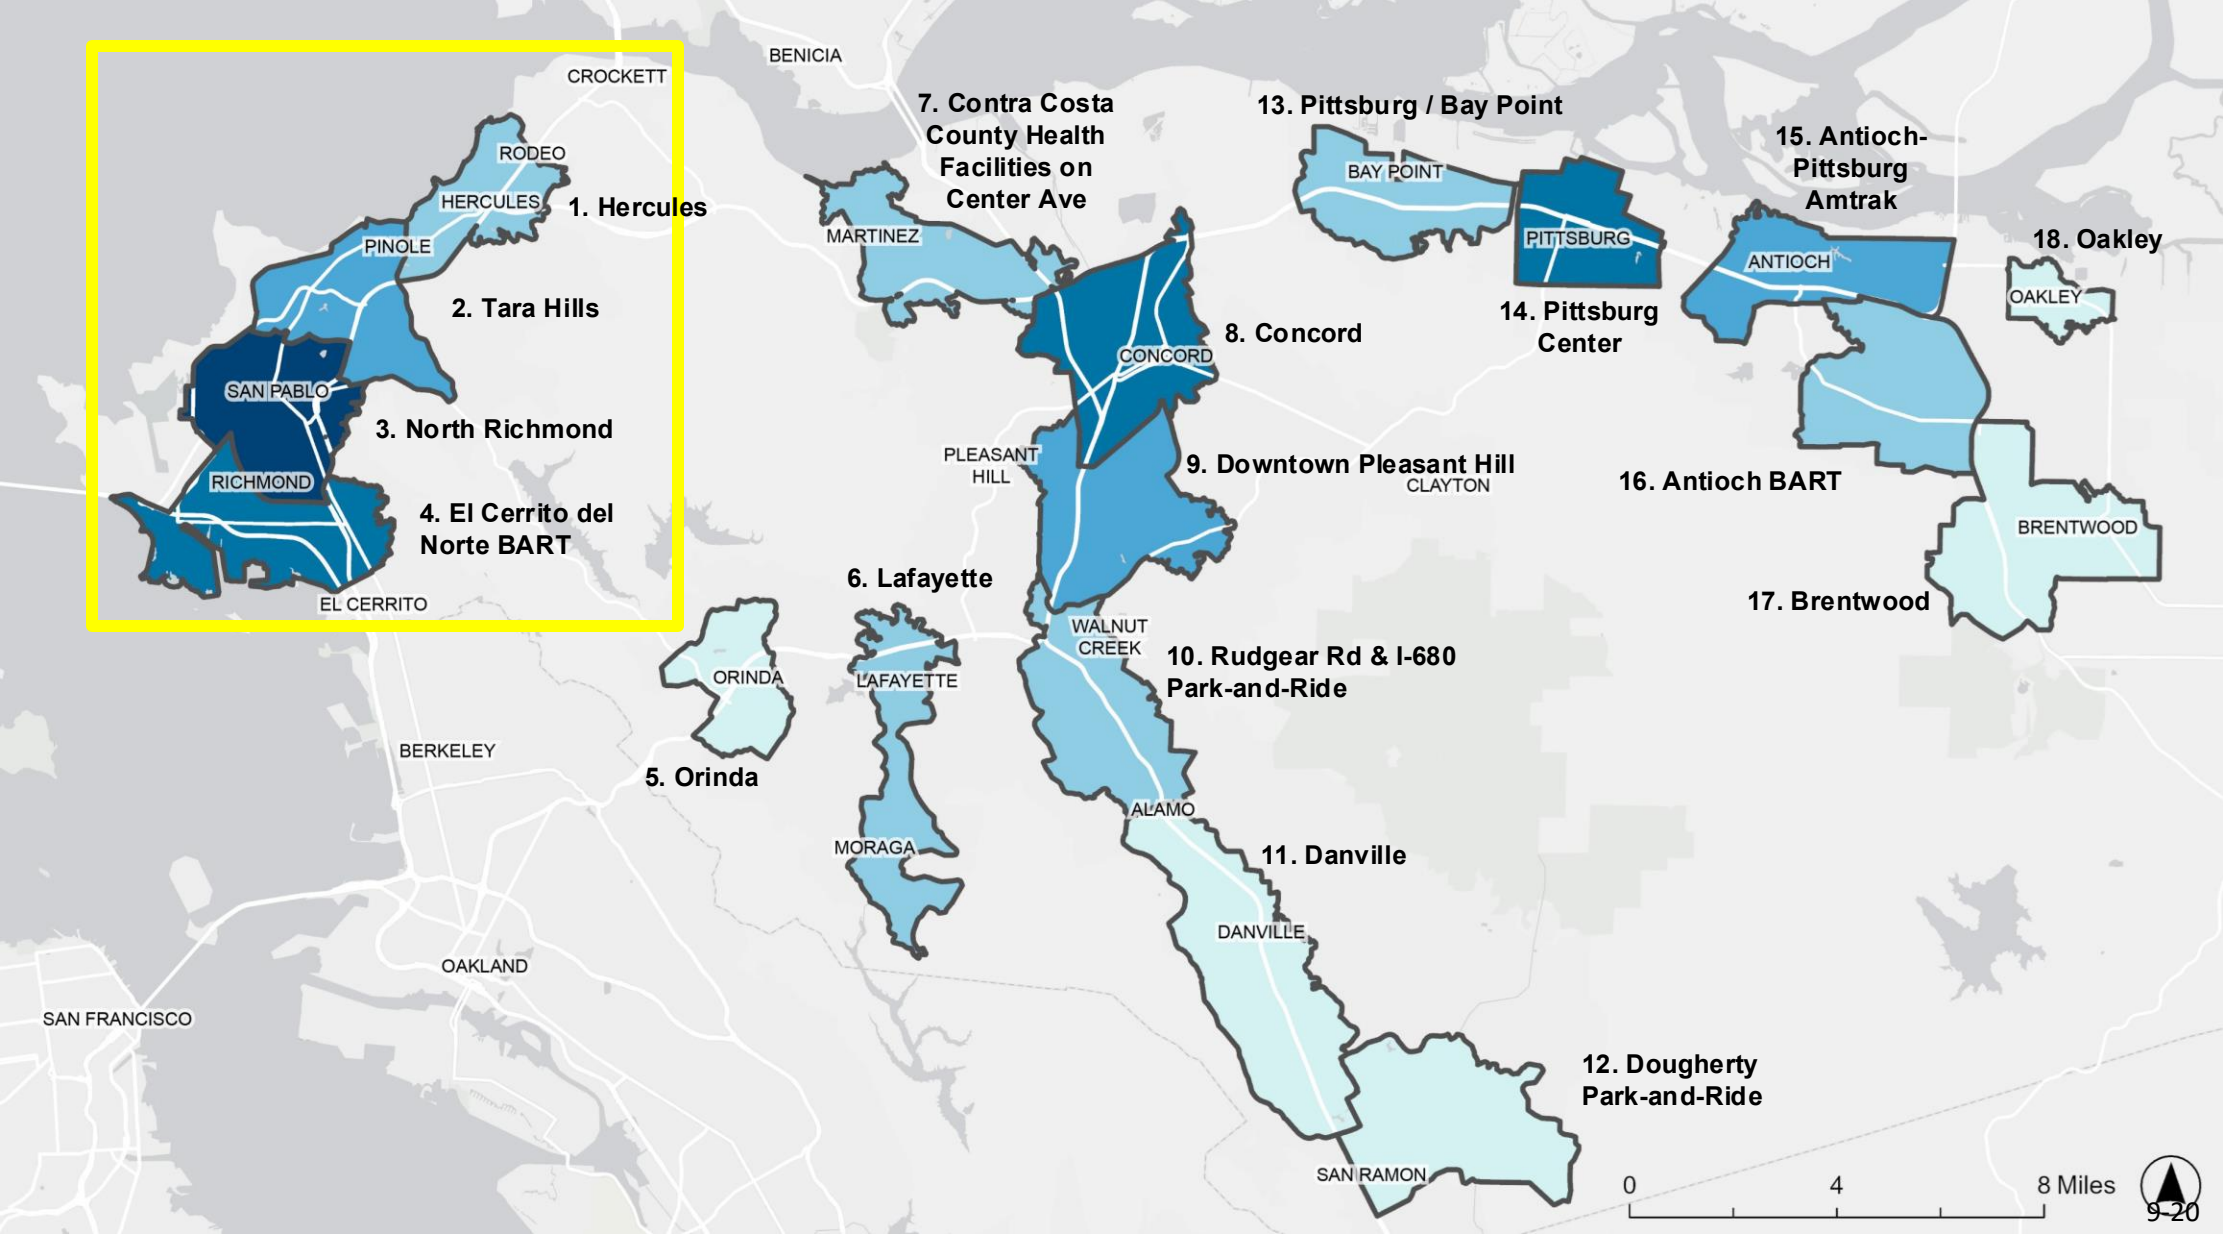 CROCKETT
BENICIA
7. Contra Costa
County Health
Facilities on
Center Ave
13. Pittsburg / Bay Point
15. Antioch-
Pittsburg
Amtrak
RODEO
HERCULES
1. Hercules
PINOLE
MARTINEZ
BAY POINT
PITTSBURG
ANTIOCH
18. Oakley
OAKLEY
2. Tara Hills
8. Concord
CONCORD
14. Pittsburg
Center
SAN PABLO
3. North Richmond
RICHMOND
4. El Cerrito del
Norte BART
EL CERRITO
PLEASANT
HILL
9. Downtown Pleasant Hill
CLAYTON
16. Antioch BART
BRENTWOOD
17. Brentwood
6. Lafayette
WALNUT
CREEK
10. Rudgear Rd & I-680
Park-and-Ride
ORINDA
LAFAYETTE
5. Orinda
BERKELEY
ALAMO
MORAGA
11. Danville
DANVILLE
OAKLAND
SAN FRANCISCO
12. Dougherty
Park-and-Ride
SAN RAMON
0 4 8 Miles
9-20